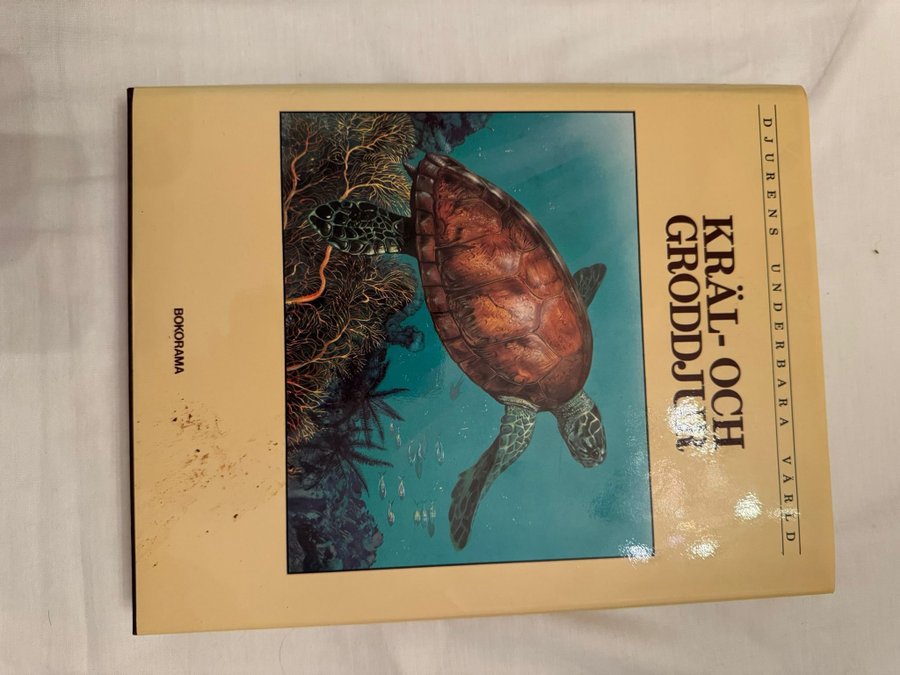 DJURENS UNDERBARA VÄRLD
KRÄL- OCH
GRODDJUR
BOKORAMA